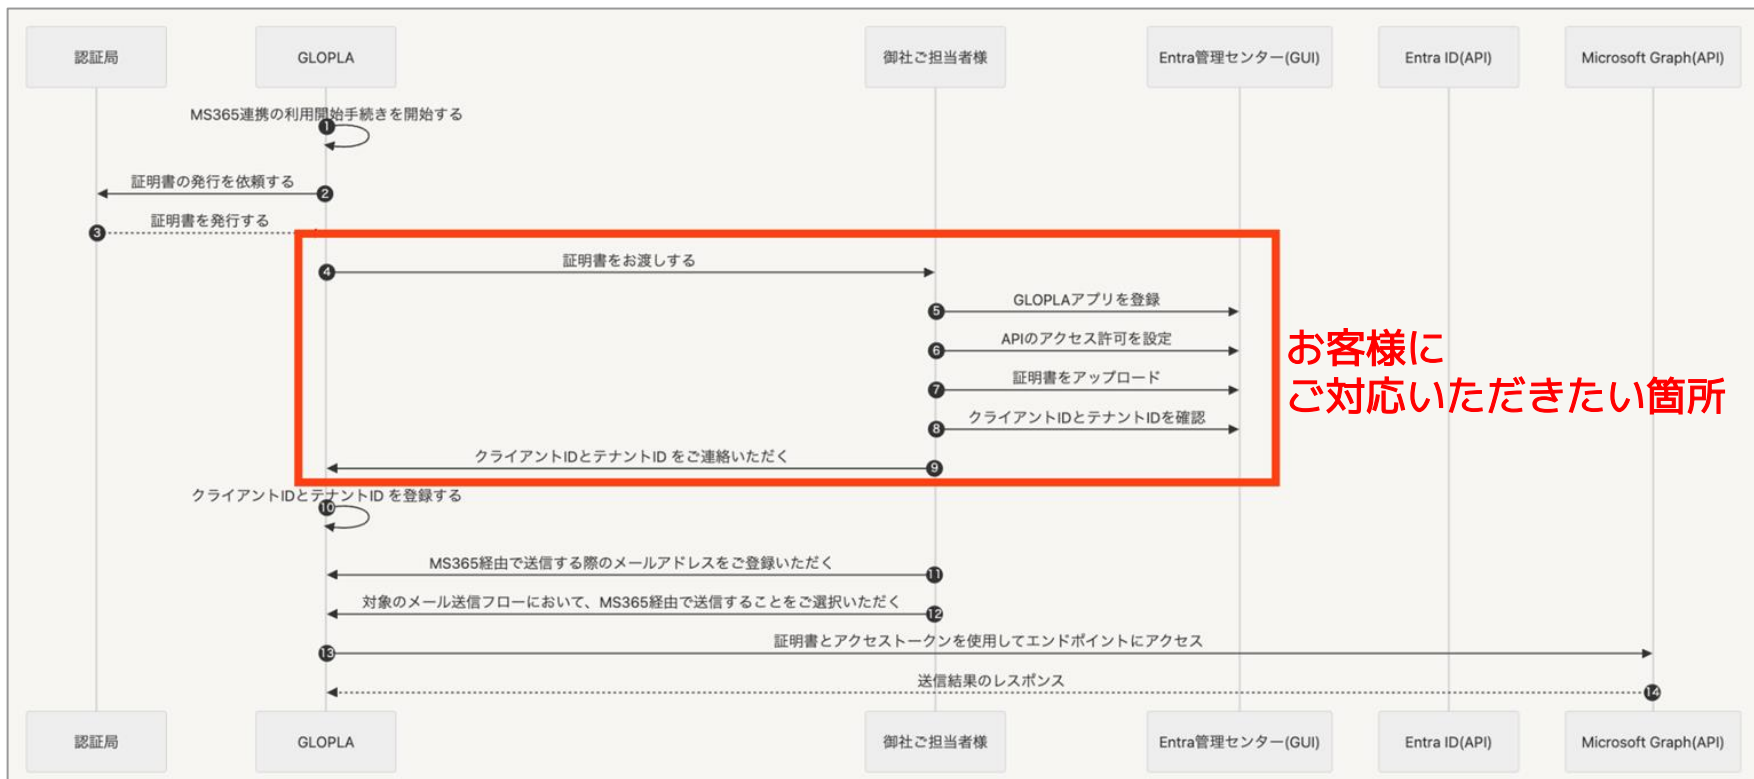 認証局
GLOPLA
御社ご担当者様
Entra管理センター(GUI)
Entra ID(API)
Microsoft Graph(API)
MS365連携の利用開始手続きを開始する
1
証明書の発行を依頼する
2
証明書を発行する
3
証明書をお渡しする
4
GLOPLAアプリを登録
5
APIのアクセス許可を設定
6
証明書をアップロード
7
クライアントIDとテナントIDを確認
8
クライアントIDとテナントID をご連絡いただく
9
お客様に
ご対応いただきたい箇所
クライアントIDとテナントID を登録する
10
MS365経由で送信する際のメールアドレスをご登録いただく
11
対象のメール送信フローにおいて、MS365経由で送信することをご選択いただく
12
証明書とアクセストークンを使用してエンドポイントにアクセス
13
送信結果のレスポンス
14
認証局
GLOPLA
御社ご担当者様
Entra管理センター(GUI)
Entra ID(API)
Microsoft Graph(API)